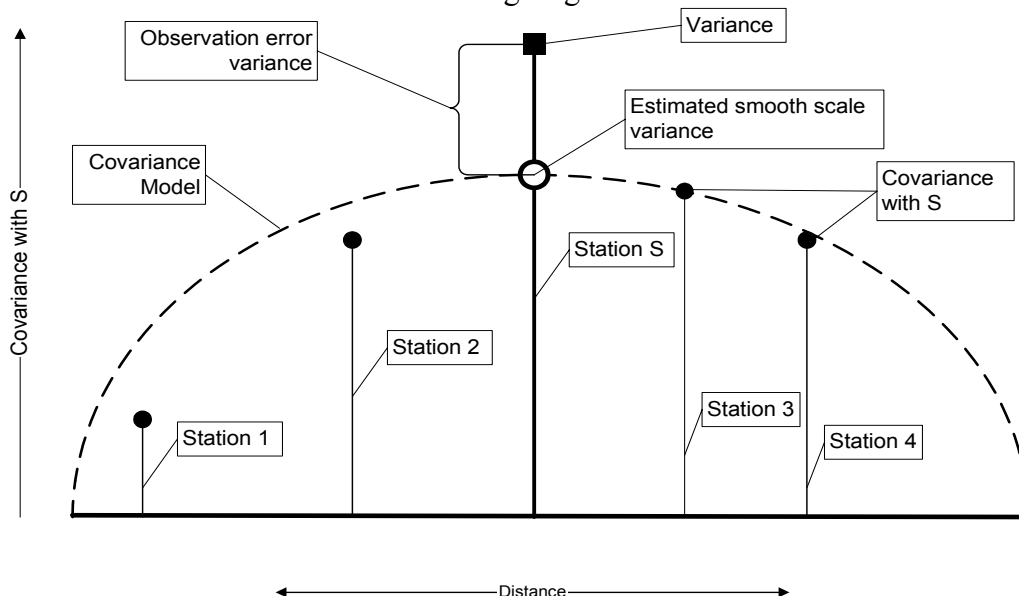 Observation error
variance
Variance
Estimated smooth scale
variance
Covariance
Model
Covariance
with S
Covariance with S
Station S
Station 2
Station 3
Station 1
Station 4
Distance